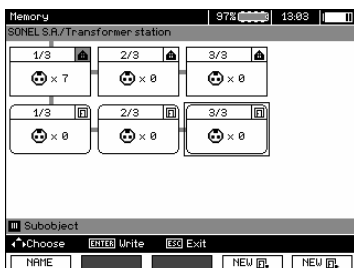 Memory 97% 13:03
SONEL S.A./Transformer station
1/3 2/3 3/3
× 7 × 0 × 0
1/3 2/3 3/3
× 0 × 0 × 0
Subobject
Choose ENTER Write ESC Exit
NAME NEW NEW